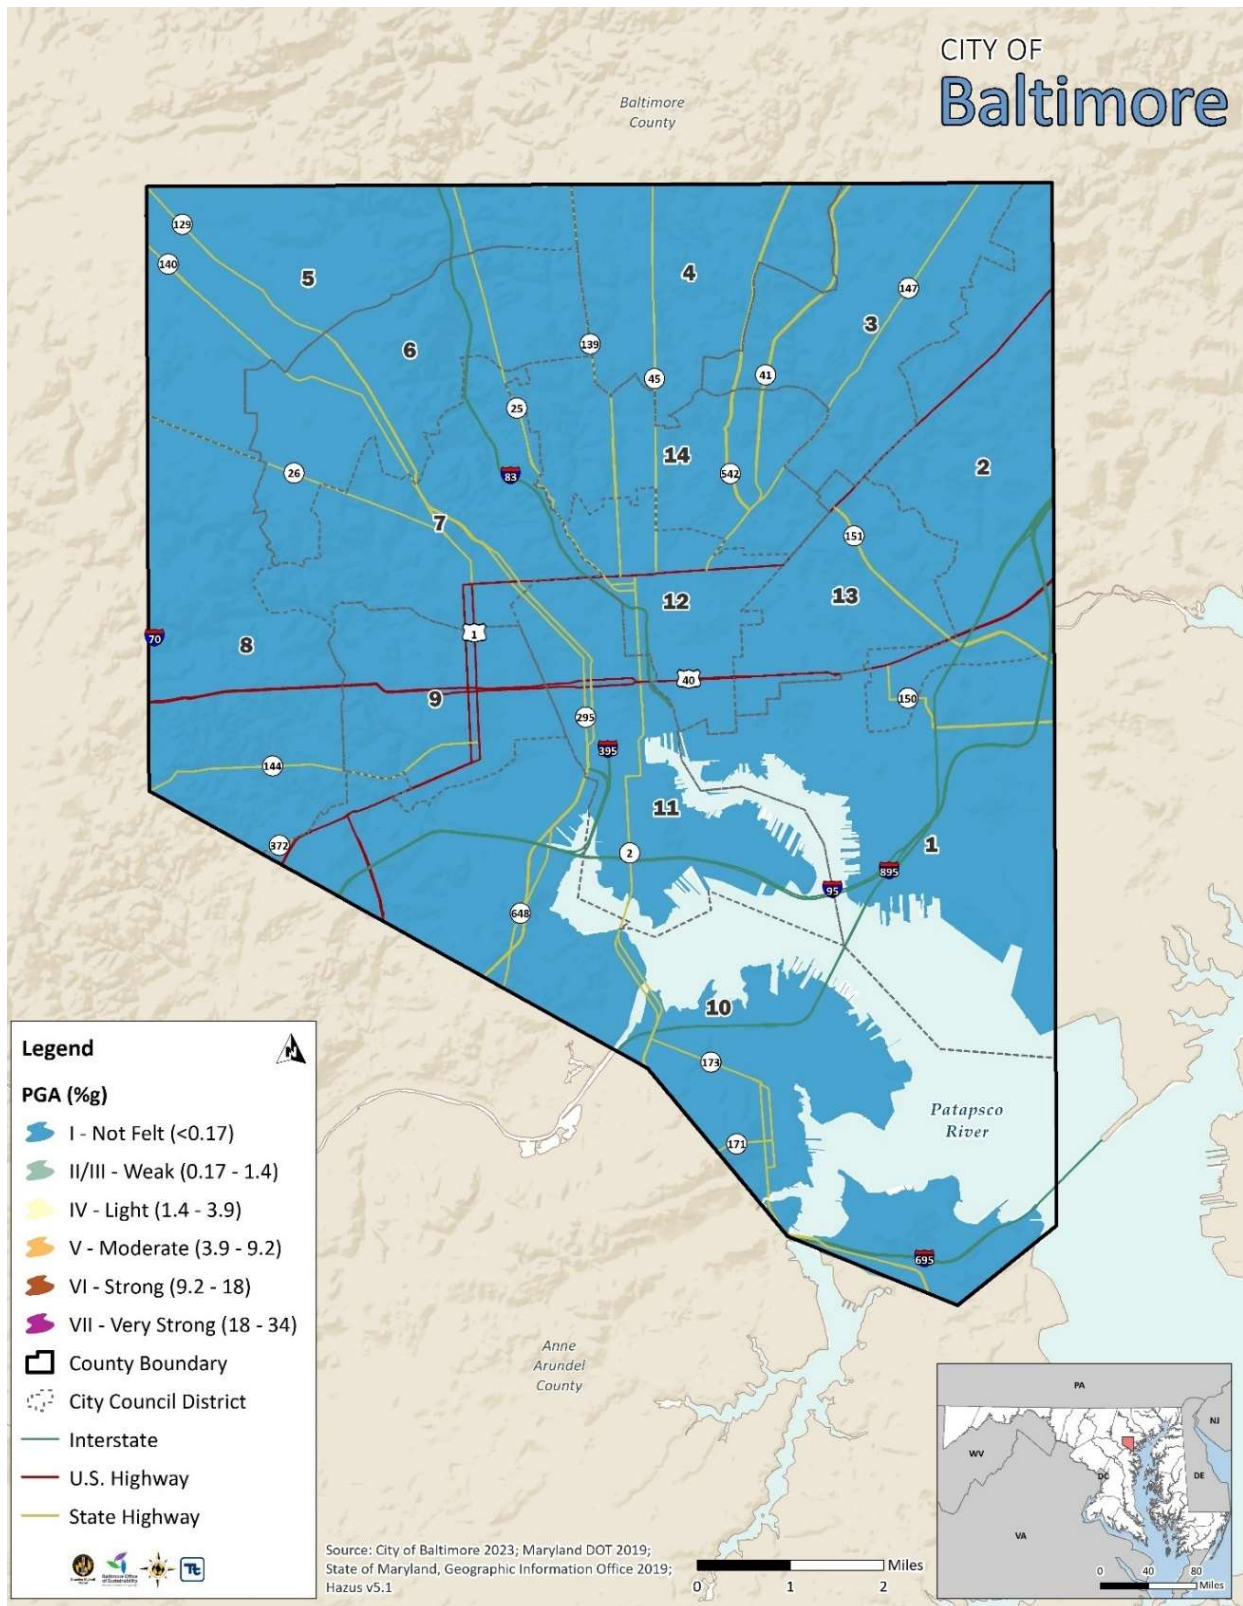 CITY OF
Baltimore
Baltimore
County
129
140
5
4
147
3
6
139
45
41
25
14
26
83
542
2
7
151
12
13
8
70
1
40
9
150
295
395
144
11
372
2
1
895
95
648
10
173
Patapsco
River
171
695
Anne
Arundel
County
Legend
N
PGA (%g)
I - Not Felt (<0.17)
II/III - Weak (0.17 - 1.4)
IV - Light (1.4 - 3.9)
V - Moderate (3.9 - 9.2)
VI - Strong (9.2 - 18)
VII - Very Strong (18 - 34)
County Boundary
City Council District
Interstate
U.S. Highway
State Highway
Baltimore Office
of Sustainability
Tt
Source: City of Baltimore 2023; Maryland DOT 2019;
State of Maryland, Geographic Information Office 2019;
Hazus v5.1
Miles
0 1 2
PA
NJ
WV
DC
DE
VA
0 40 80
Miles